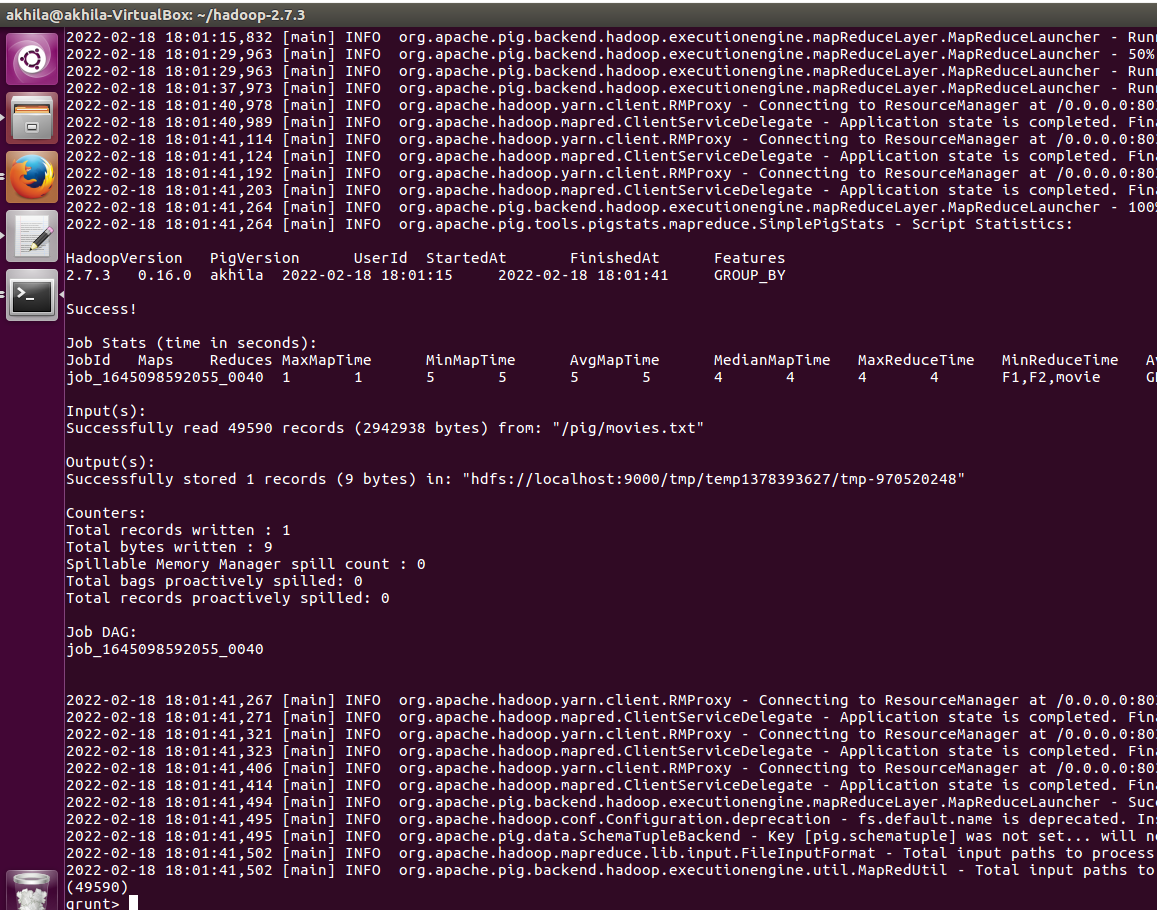 akhila@akhila-VirtualBox: ~/hadoop-2.7.3
2022-02-18 18:01:15,832 [main] INFO  org.apache.pig.backend.hadoop.executionengine.mapReduceLayer.MapReduceLauncher - Runn
2022-02-18 18:01:29,963 [main] INFO  org.apache.pig.backend.hadoop.executionengine.mapReduceLayer.MapReduceLauncher - 50%
2022-02-18 18:01:29,963 [main] INFO  org.apache.pig.backend.hadoop.executionengine.mapReduceLayer.MapReduceLauncher - Runn
2022-02-18 18:01:37,973 [main] INFO  org.apache.pig.backend.hadoop.executionengine.mapReduceLayer.MapReduceLauncher - Runn
2022-02-18 18:01:40,978 [main] INFO  org.apache.hadoop.yarn.client.RMProxy - Connecting to ResourceManager at /0.0.0.0:803
2022-02-18 18:01:40,989 [main] INFO  org.apache.hadoop.mapred.ClientServiceDelegate - Application state is completed. Fina
2022-02-18 18:01:41,114 [main] INFO  org.apache.hadoop.yarn.client.RMProxy - Connecting to ResourceManager at /0.0.0.0:803
2022-02-18 18:01:41,124 [main] INFO  org.apache.hadoop.mapred.ClientServiceDelegate - Application state is completed. Fina
2022-02-18 18:01:41,192 [main] INFO  org.apache.hadoop.yarn.client.RMProxy - Connecting to ResourceManager at /0.0.0.0:803
2022-02-18 18:01:41,203 [main] INFO  org.apache.hadoop.mapred.ClientServiceDelegate - Application state is completed. Fina
2022-02-18 18:01:41,264 [main] INFO  org.apache.pig.backend.hadoop.executionengine.mapReduceLayer.MapReduceLauncher - 100%
2022-02-18 18:01:41,264 [main] INFO  org.apache.pig.tools.pigstats.mapreduce.SimplePigStats - Script Statistics:
HadoopVersion   PigVersion      UserId  StartedAt       FinishedAt      Features
2.7.3   0.16.0  akhila  2022-02-18 18:01:15     2022-02-18 18:01:41     GROUP_BY
Success!
Job Stats (time in seconds):
JobId   Maps    Reduces MaxMapTime      MinMapTime      AvgMapTime      MedianMapTime   MaxReduceTime   MinReduceTime   Av
job_1645098592055_0040  1       1       5       5       5       5       4       4       4       4       F1,F2,movie     GR
Input(s):
Successfully read 49590 records (2942938 bytes) from: "/pig/movies.txt"
Output(s):
Successfully stored 1 records (9 bytes) in: "hdfs://localhost:9000/tmp/temp1378393627/tmp-970520248"
Counters:
Total records written : 1
Total bytes written : 9
Spillable Memory Manager spill count : 0
Total bags proactively spilled: 0
Total records proactively spilled: 0
Job DAG:
job_1645098592055_0040
2022-02-18 18:01:41,267 [main] INFO  org.apache.hadoop.yarn.client.RMProxy - Connecting to ResourceManager at /0.0.0.0:803
2022-02-18 18:01:41,271 [main] INFO  org.apache.hadoop.mapred.ClientServiceDelegate - Application state is completed. Fina
2022-02-18 18:01:41,321 [main] INFO  org.apache.hadoop.yarn.client.RMProxy - Connecting to ResourceManager at /0.0.0.0:803
2022-02-18 18:01:41,323 [main] INFO  org.apache.hadoop.mapred.ClientServiceDelegate - Application state is completed. Fina
2022-02-18 18:01:41,406 [main] INFO  org.apache.hadoop.yarn.client.RMProxy - Connecting to ResourceManager at /0.0.0.0:803
2022-02-18 18:01:41,414 [main] INFO  org.apache.hadoop.mapred.ClientServiceDelegate - Application state is completed. Fina
2022-02-18 18:01:41,494 [main] INFO  org.apache.pig.backend.hadoop.executionengine.mapReduceLayer.MapReduceLauncher - Succ
2022-02-18 18:01:41,495 [main] INFO  org.apache.hadoop.conf.Configuration.deprecation - fs.default.name is deprecated. Ins
2022-02-18 18:01:41,495 [main] INFO  org.apache.pig.data.SchemaTupleBackend - Key [pig.schematuple] was not set... will no
2022-02-18 18:01:41,502 [main] INFO  org.apache.hadoop.mapreduce.lib.input.FileInputFormat - Total input paths to process
2022-02-18 18:01:41,502 [main] INFO  org.apache.pig.backend.hadoop.executionengine.util.MapRedUtil - Total input paths to
(49590)
grunt>